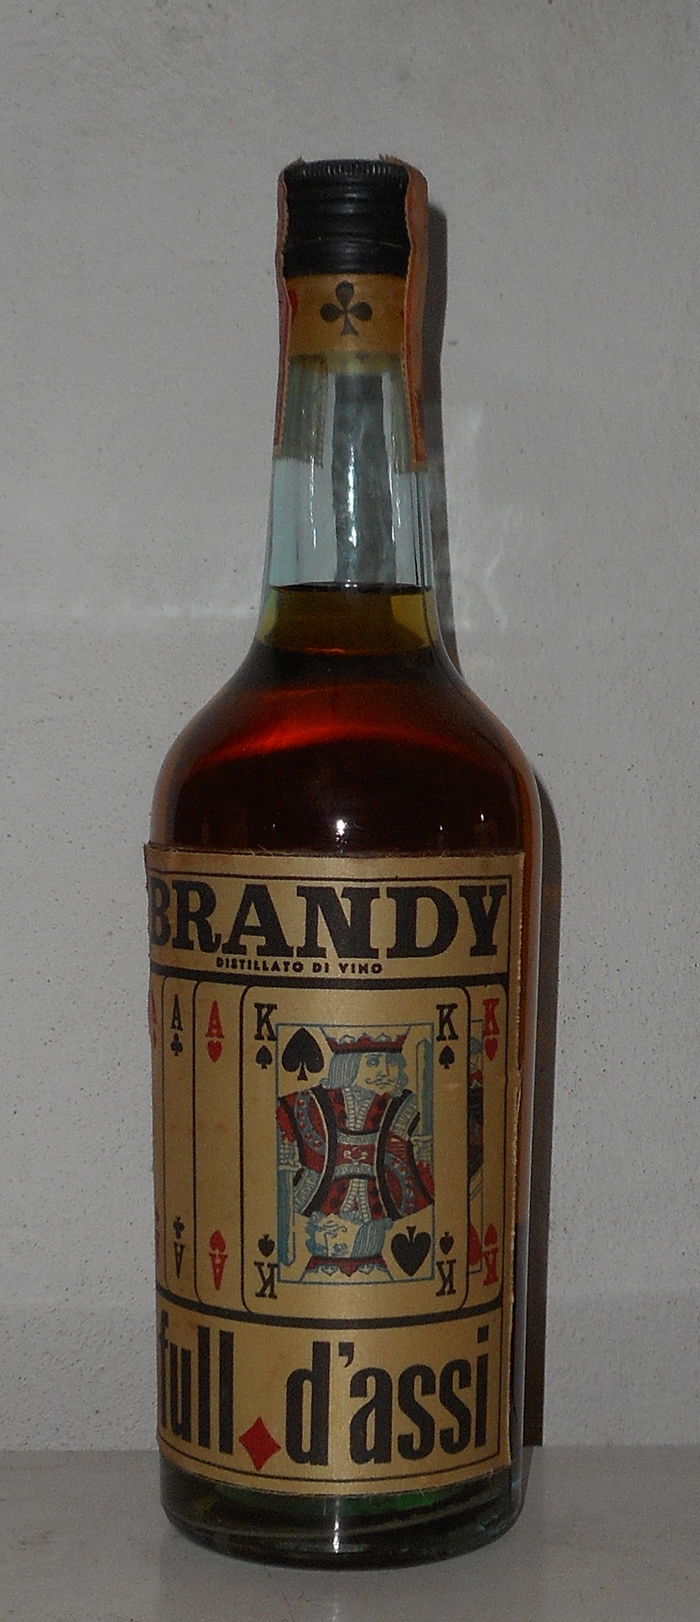 BRANDY
DISTILLATO DI VINO
A A A K K K
A A A K K K
full d'assi